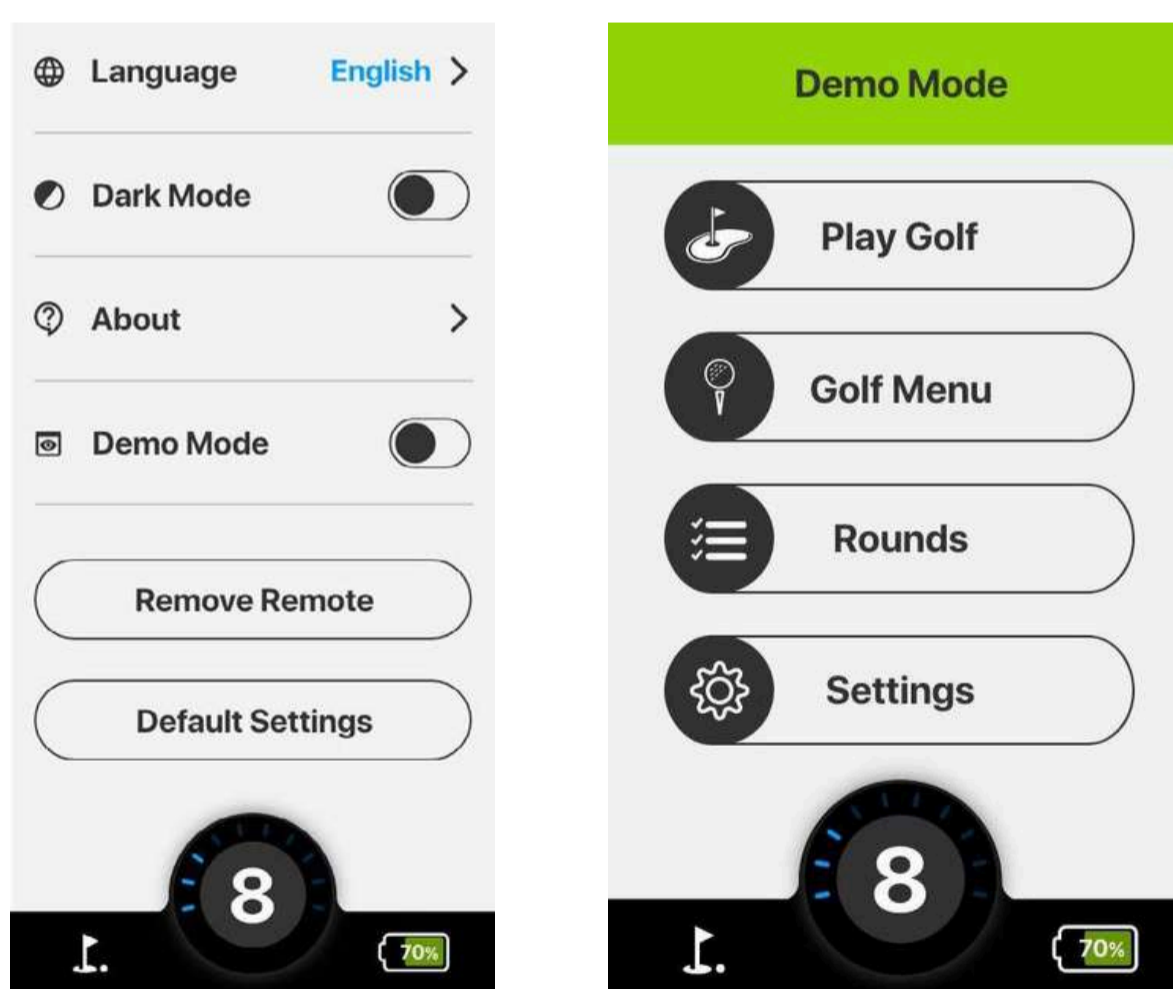 Language English
Dark Mode
About
Demo Mode
Remove Remote
Default Settings
8
70%
Demo Mode
Play Golf
Golf Menu
Rounds
Settings
8
70%